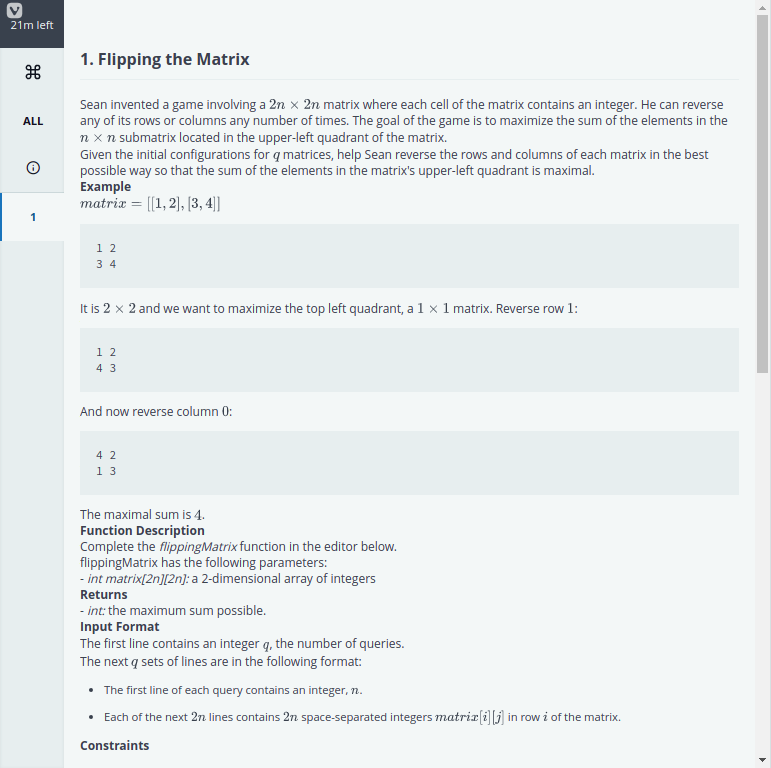 21m left
ALL
1
1. Flipping the Matrix
Sean invented a game involving a 2n × 2n matrix where each cell of the matrix contains an integer. He can reverse
any of its rows or columns any number of times. The goal of the game is to maximize the sum of the elements in the
n × n submatrix located in the upper-left quadrant of the matrix.
Given the initial configurations for q matrices, help Sean reverse the rows and columns of each matrix in the best
possible way so that the sum of the elements in the matrix's upper-left quadrant is maximal.
Example
matrix = [[1, 2], [3, 4]]
1 2
3 4
It is 2 × 2 and we want to maximize the top left quadrant, a 1 × 1 matrix. Reverse row 1:
1 2
4 3
And now reverse column 0:
4 2
1 3
The maximal sum is 4.
Function Description
Complete the flippingMatrix function in the editor below.
flippingMatrix has the following parameters:
- int matrix[2n][2n]: a 2-dimensional array of integers
Returns
- int: the maximum sum possible.
Input Format
The first line contains an integer q, the number of queries.
The next q sets of lines are in the following format:
• The first line of each query contains an integer, n.
• Each of the next 2n lines contains 2n space-separated integers matrix[i][j] in row i of the matrix.
Constraints